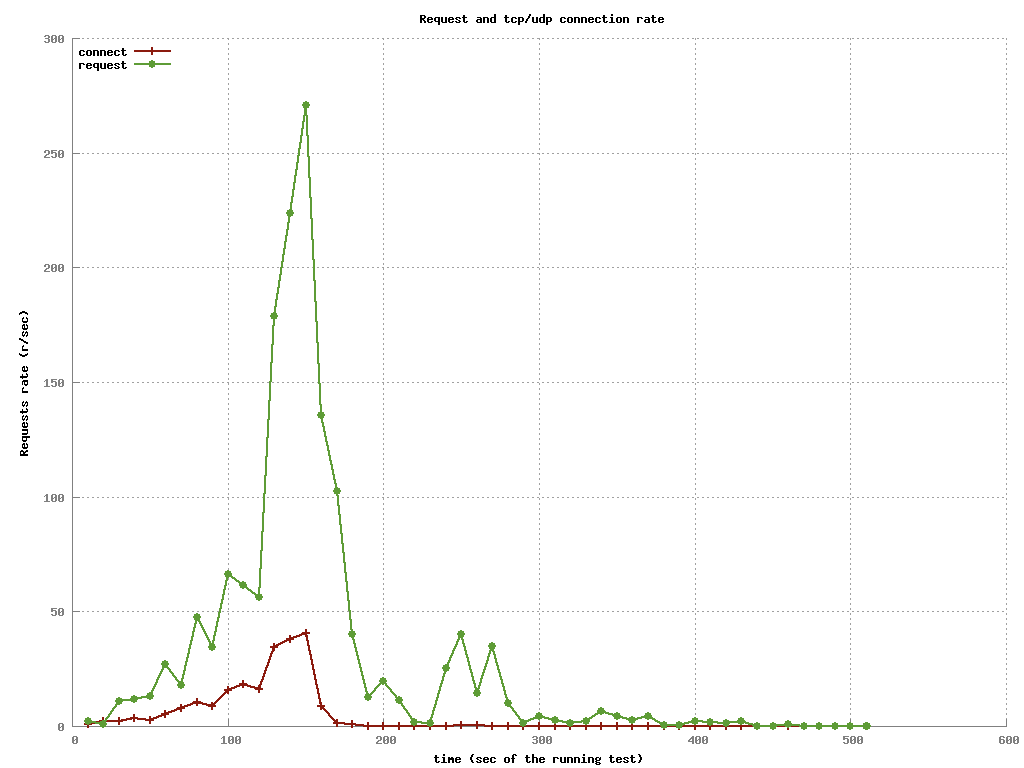 Request and tcp/udp connection rate
connect
request
300
250
200
150
100
50
0
Requests rate (r/sec)
0 100 200 300 400 500 600
time (sec of the running test)